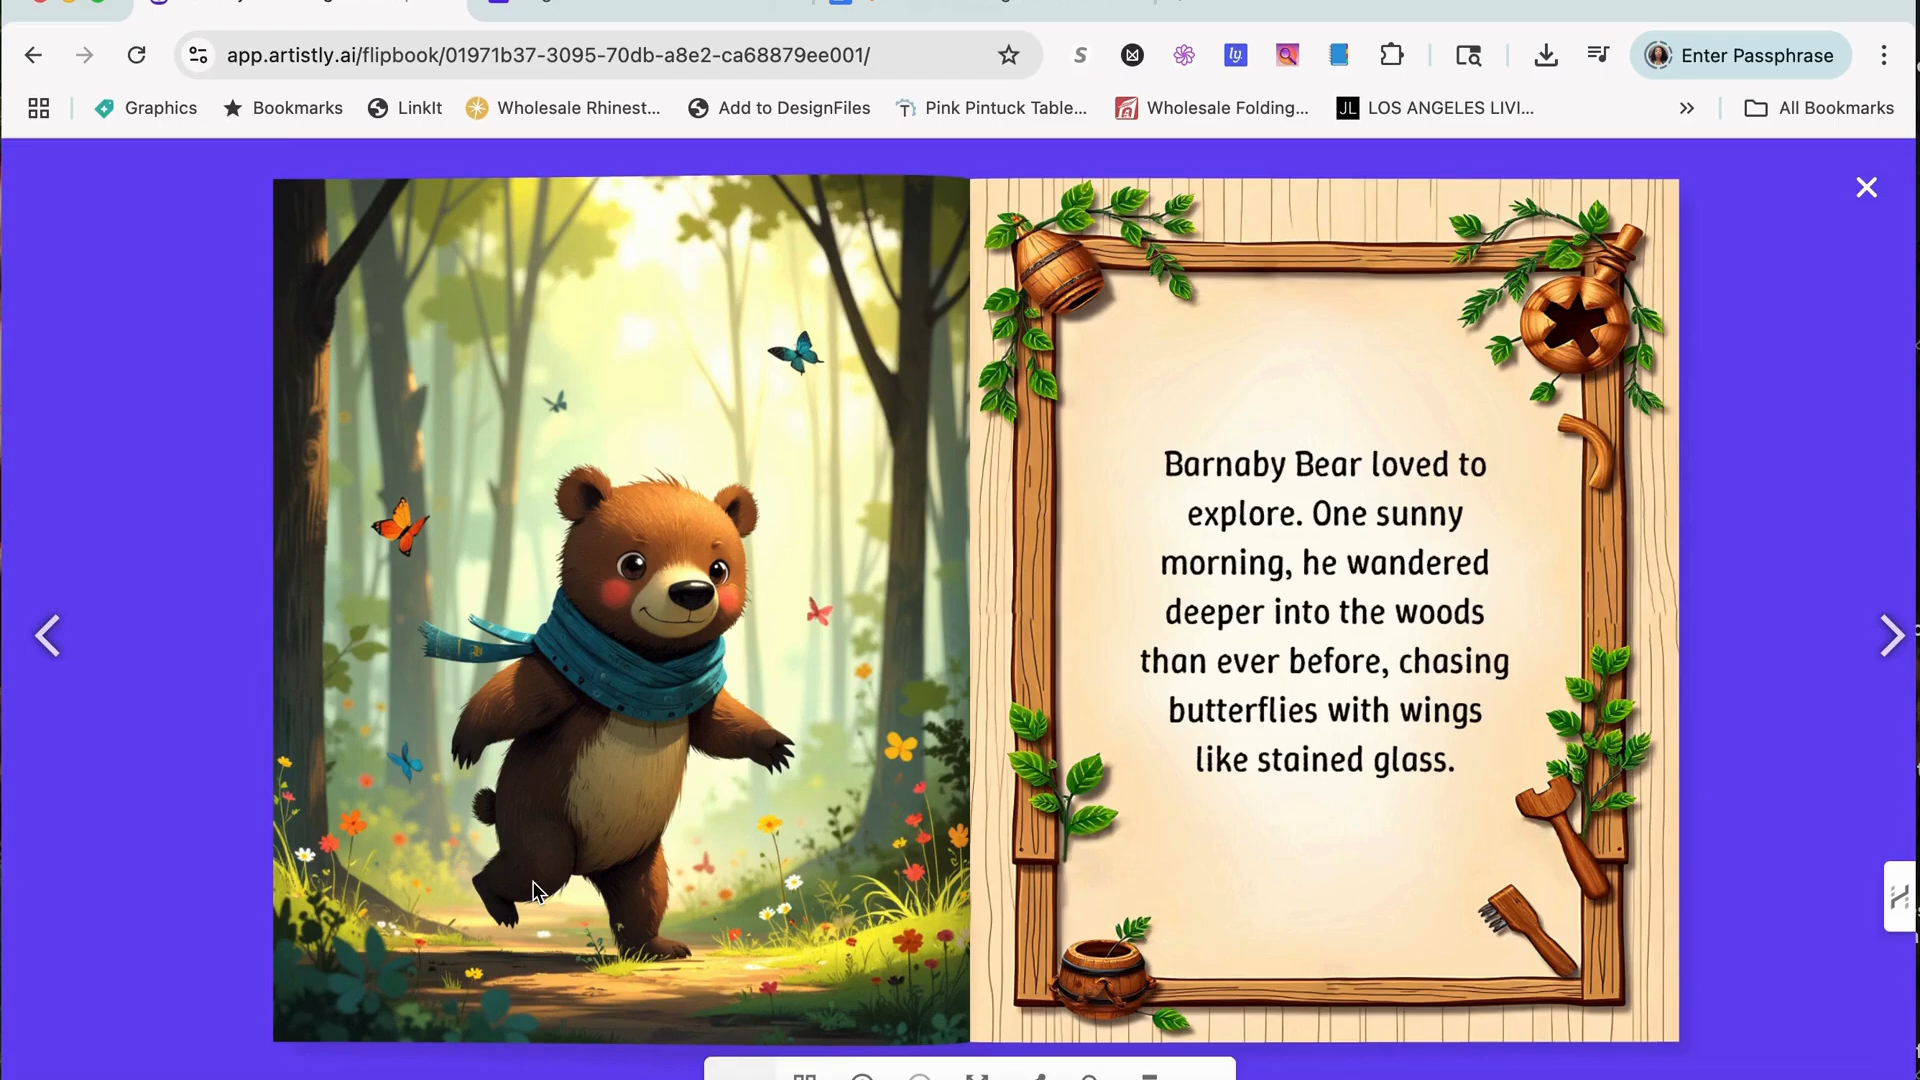 app.artistly.ai/flipbook/01971b37-3095-70db-a8e2-ca68879ee001/
S
ly.
Enter Passphrase
Graphics
Bookmarks
LinkIt
Wholesale Rhinest...
Add to DesignFiles
Pink Pintuck Table...
Wholesale Folding...
JL
LOS ANGELES LIVI...
All Bookmarks
Barnaby Bear loved to
explore. One sunny
morning, he wandered
deeper into the woods
than ever before, chasing
butterflies with wings
like stained glass.